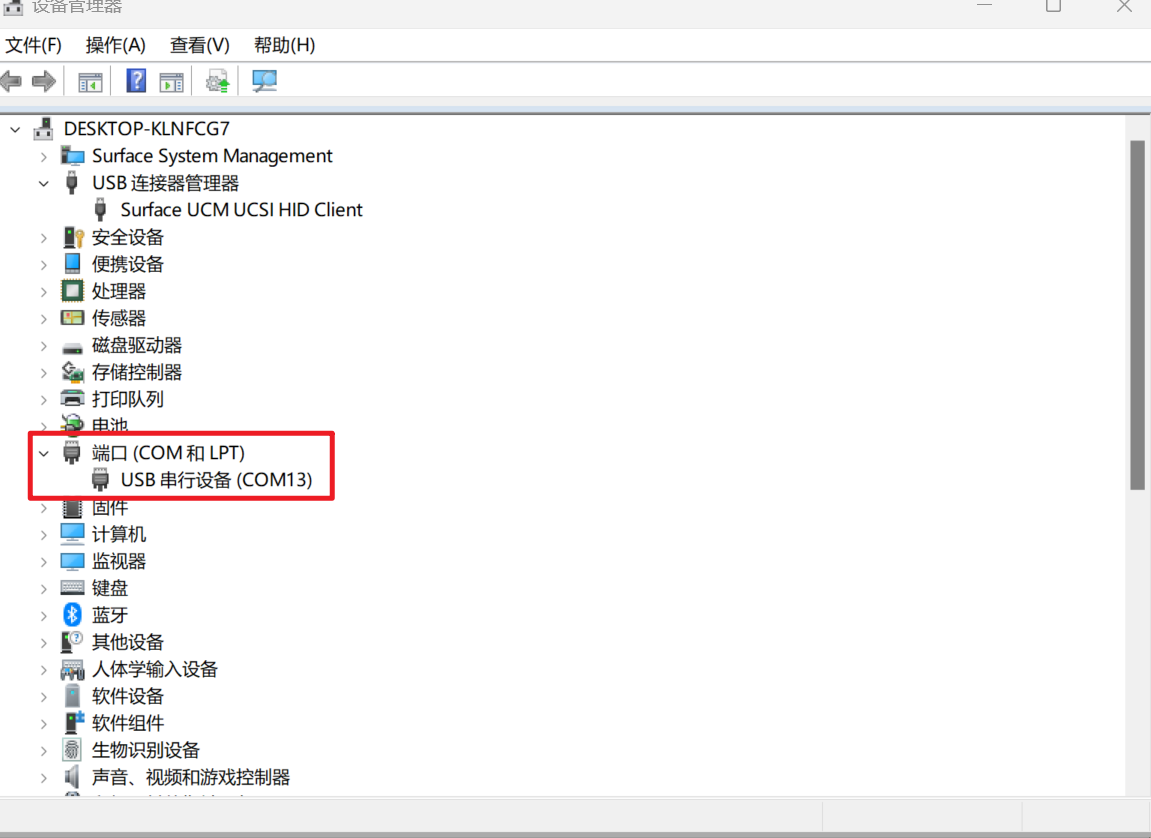 设备管理器
文件(F) 操作(A) 查看(V) 帮助(H)
DESKTOP-KLNFCG7
Surface System Management
USB 连接器管理器
Surface UCM UCSI HID Client
安全设备
便携设备
处理器
传感器
磁盘驱动器
存储控制器
打印队列
电池
端口 (COM 和 LPT)
USB 串行设备 (COM13)
固件
计算机
监视器
键盘
蓝牙
其他设备
人体学输入设备
软件设备
软件组件
生物识别设备
声音、视频和游戏控制器